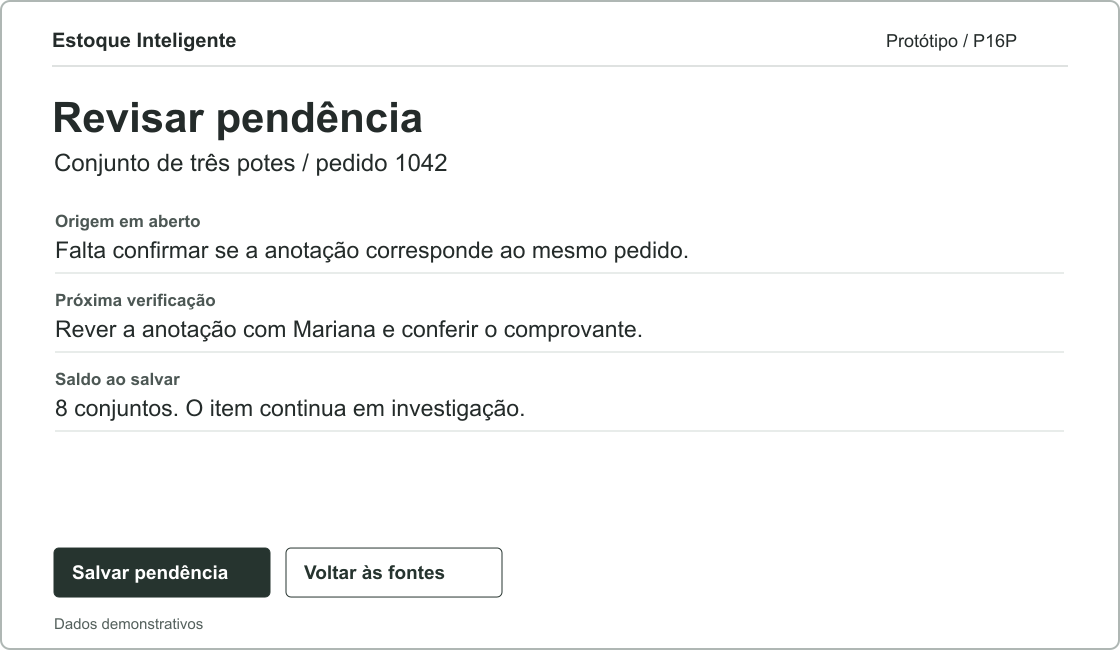 Estoque Inteligente
Protótipo / P16P
Revisar pendência
Conjunto de três potes / pedido 1042
Origem em aberto
Falta confirmar se a anotação corresponde ao mesmo pedido.
Próxima verificação
Rever a anotação com Mariana e conferir o comprovante.
Saldo ao salvar
8 conjuntos. O item continua em investigação.
Salvar pendência
Voltar às fontes
Dados demonstrativos